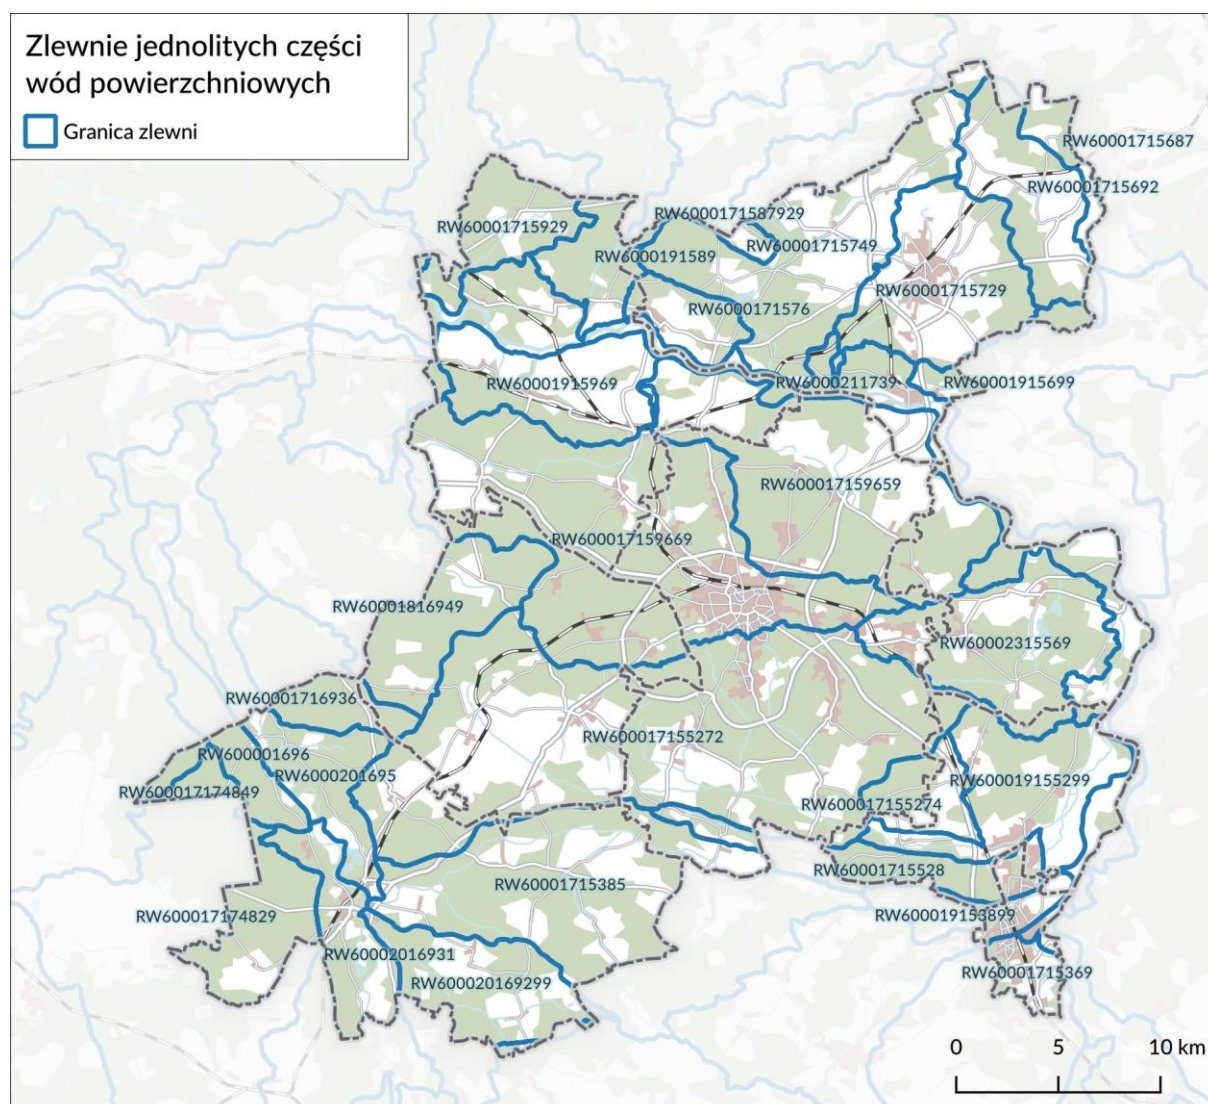 Zlewnie jednolitych części
wód powierzchniowych
Granica zlewni
RW60001715687
RW60001715692
RW6000171587929
RW60001715929
RW60001715749
RW6000191589
RW60001715729
RW6000171576
RW60001915969
RW6000211739
RW60001915699
RW600017159659
RW600017159669
RW60001816949
RW60002315569
RW60001716936
RW600017155272
RW600001696
RW6000201695
RW600019155299
RW600017174849
RW600017155274
RW60001715528
RW60001715385
RW600017174829
RW600019153899
RW60002016931
RW60001715369
RW600020169299
0 5 10 km